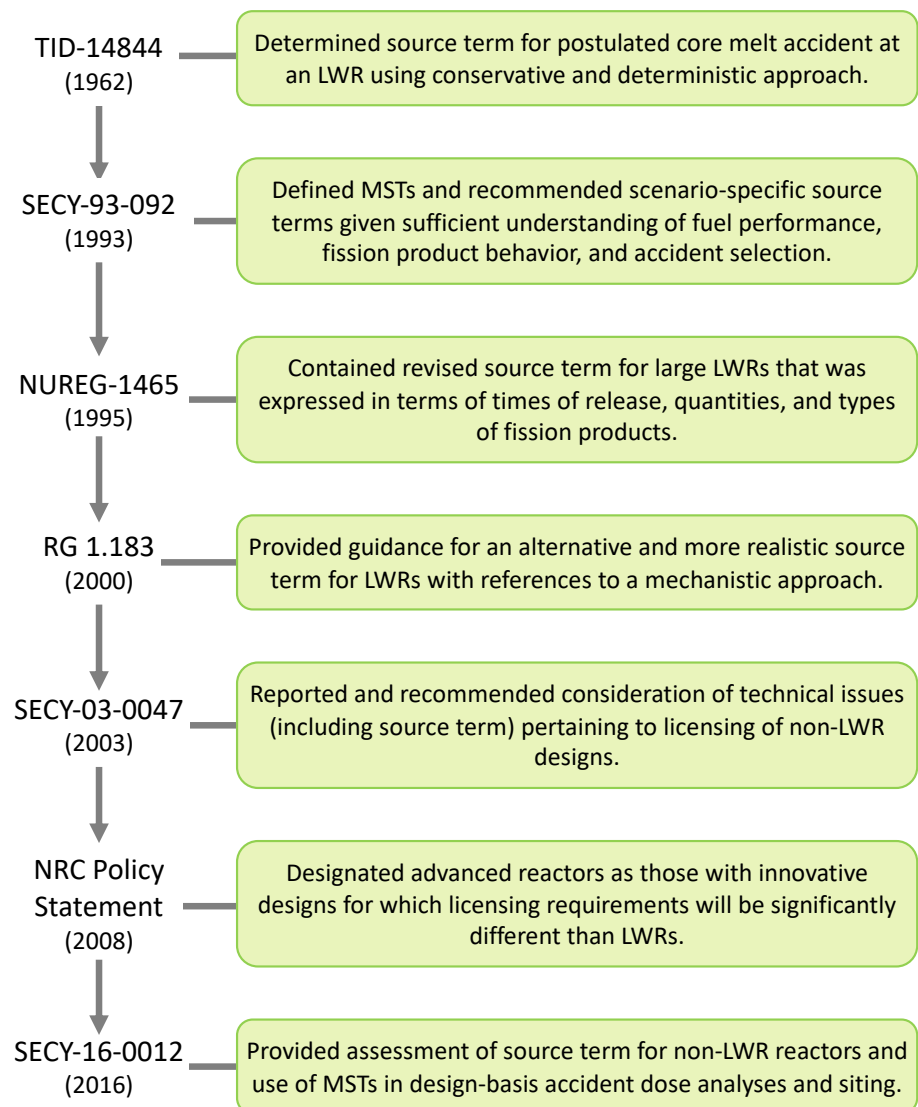 TID-14844
(1962)
Determined source term for postulated core melt accident at
an LWR using conservative and deterministic approach.
SECY-93-092
(1993)
Defined MSTs and recommended scenario-specific source
terms given sufficient understanding of fuel performance,
fission product behavior, and accident selection.
NUREG-1465
(1995)
Contained revised source term for large LWRs that was
expressed in terms of times of release, quantities, and types
of fission products.
RG 1.183
(2000)
Provided guidance for an alternative and more realistic source
term for LWRs with references to a mechanistic approach.
SECY-03-0047
(2003)
Reported and recommended consideration of technical issues
(including source term) pertaining to licensing of non-LWR
designs.
NRC Policy
Statement
(2008)
Designated advanced reactors as those with innovative
designs for which licensing requirements will be significantly
different than LWRs.
SECY-16-0012
(2016)
Provided assessment of source term for non-LWR reactors and
use of MSTs in design-basis accident dose analyses and siting.